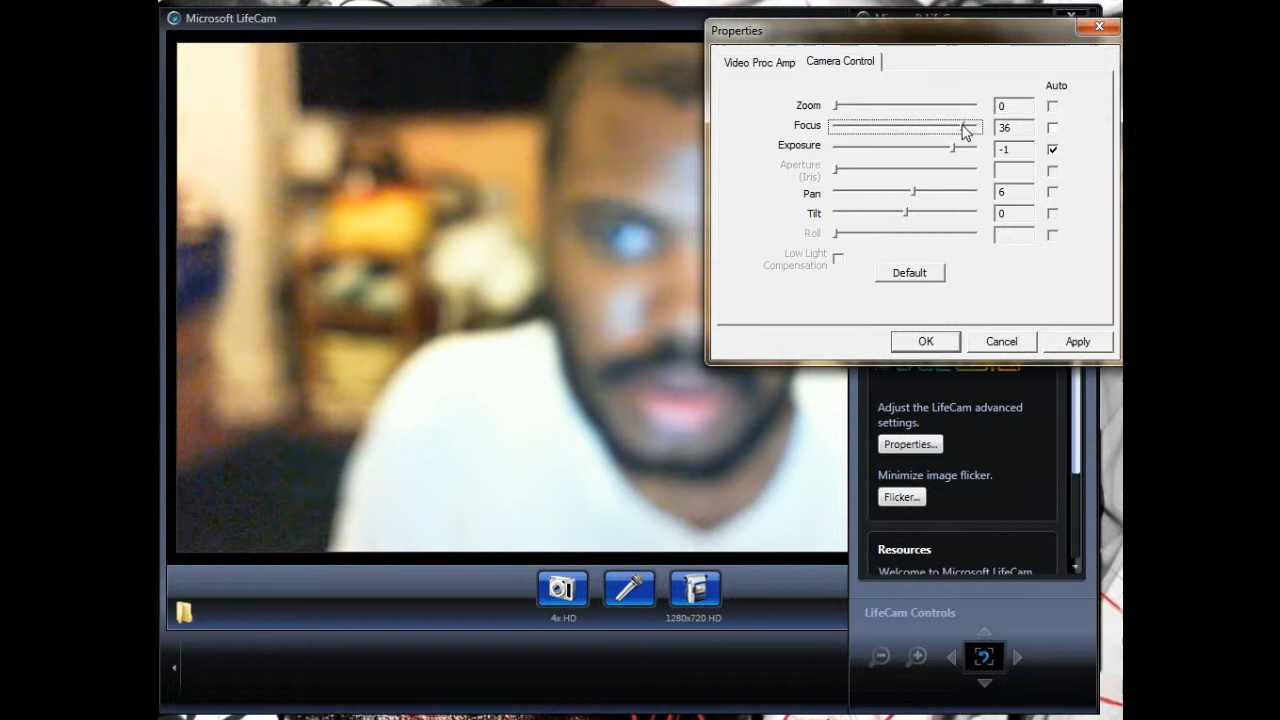 Microsoft LifeCam
Properties
Video Proc Amp
Camera Control
Auto
Zoom
0
Focus
36
Exposure
-1
Aperture
(Iris)
Pan
6
Tilt
0
Roll
Low Light
Compensation
Default
OK
Cancel
Apply
Adjust the LifeCam advanced
settings.
Properties...
Minimize image flicker.
Flicker...
Resources
Welcome to Microsoft LifeCam
4x HD
1280x720 HD
LifeCam Controls